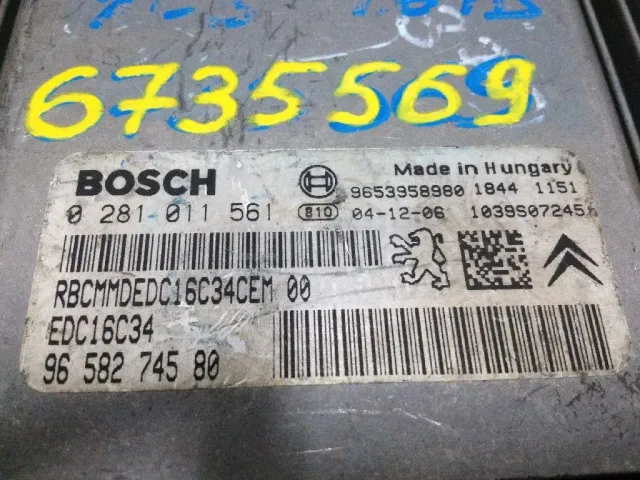 6735569
BOSCH
Made in Hungary
9653958980 1844 1151
0 281 011 561 810 04-12-06 1039S07245
RBCMMDEDC16C34CEM 00
EDC16C34
96 582 745 80